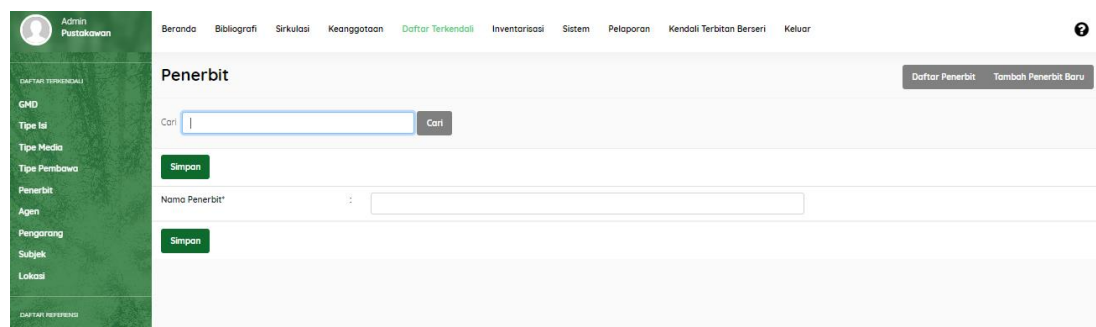 Admin
Pustakawan
Beranda Bibliografi Sirkulasi Keanggotaan Daftar Terkendali Inventarisasi Sistem Pelaporan Kendali Terbitan Berseri Keluar
DAFTAR TERKENDALI
GMD
Tipe Isi
Tipe Media
Tipe Pembawa
Penerbit
Agen
Pengarang
Subjek
Lokasi
DAFTAR REFERENSI
Penerbit
Daftar Penerbit Tambah Penerbit Baru
Cari Cari
Simpan
Nama Penerbit* :
Simpan